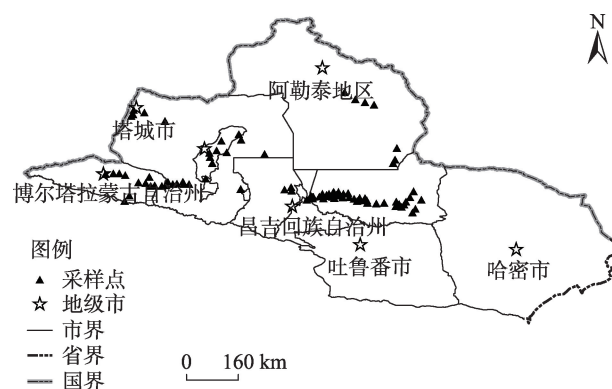 N
阿勒泰地区
塔城市
博尔塔拉蒙古自治州
昌吉回族自治州
吐鲁番市
哈密市
图例
采样点
地级市
市界
省界
国界
0 160 km